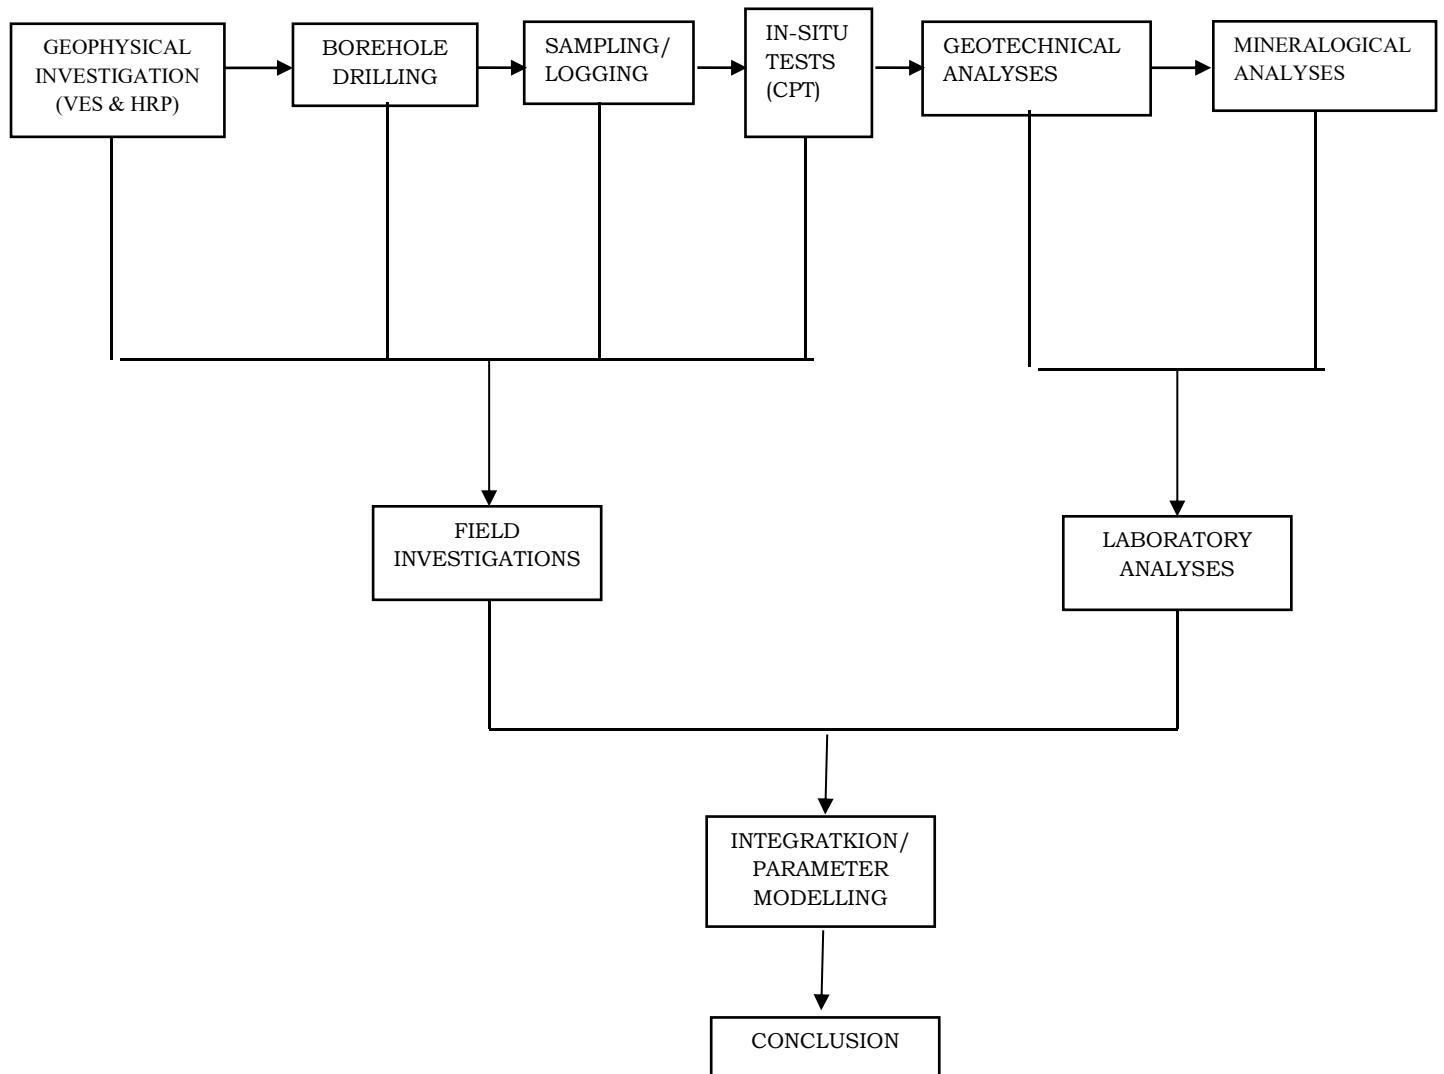 GEOPHYSICAL
INVESTIGATION
(VES & HRP)
BOREHOLE
DRILLING
SAMPLING/
LOGGING
IN-SITU
TESTS
(CPT)
GEOTECHNICAL
ANALYSES
MINERALOGICAL
ANALYSES
FIELD
INVESTIGATIONS
LABORATORY
ANALYSES
INTEGRATKION/
PARAMETER
MODELLING
CONCLUSION